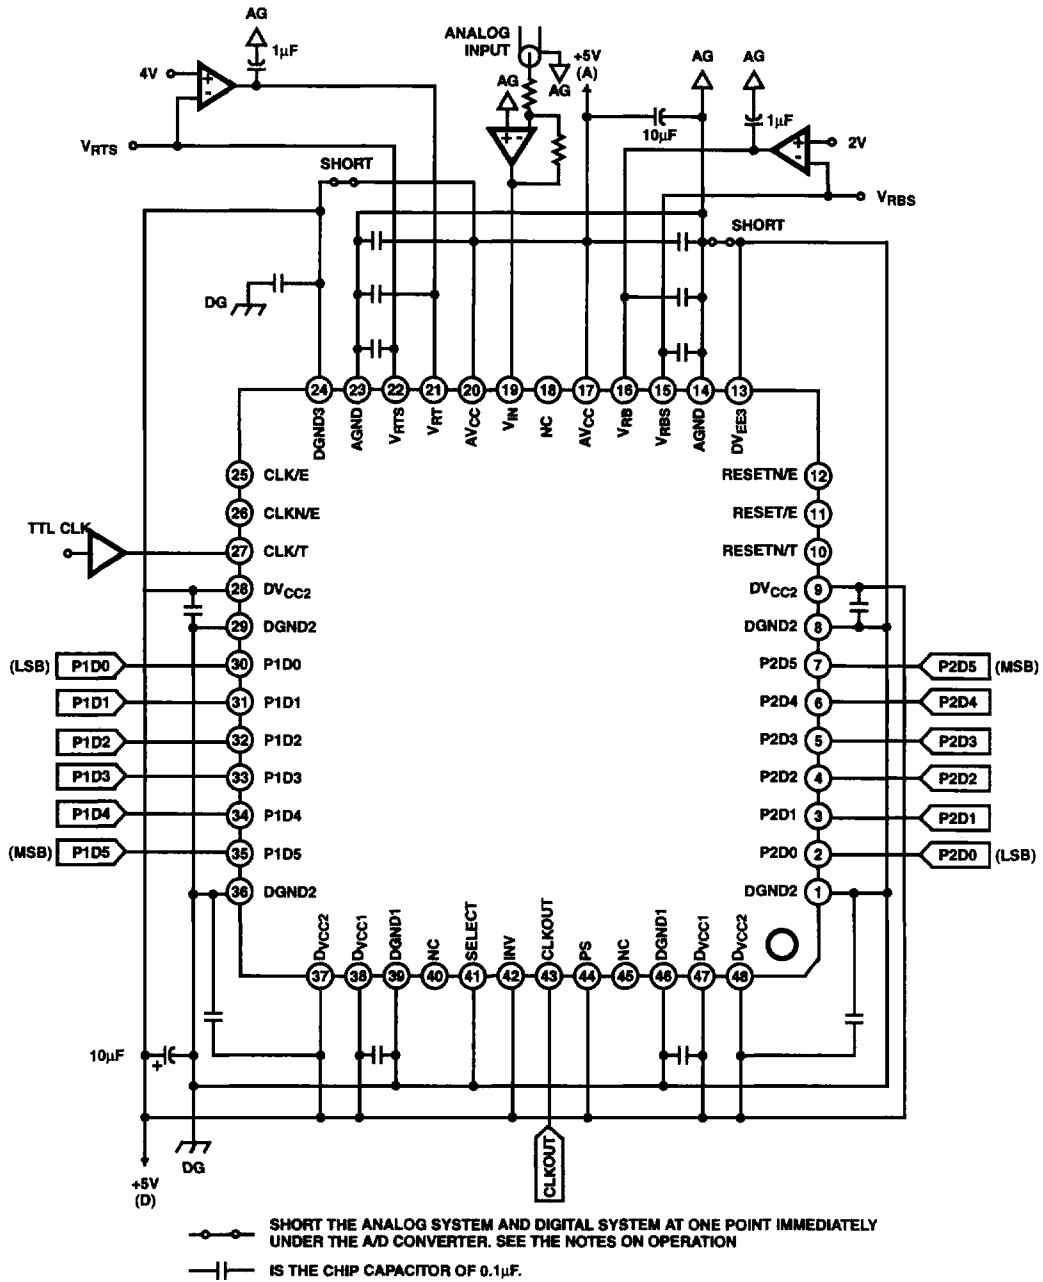 AG
1µF
4V
VRTS
ANALOG
INPUT
AG
AG
+5V
(A)
AG
AG
10µF
1µF
2V
VRBS
SHORT
SHORT
DG
24 23 22 21 20 19 18 17 16 15 14 13
DGND3 AGND VRTS VRT AVCC VIN NC AVCC VRB VRBS AGND DVEE3
25 CLK/E
RESETN/E 12
26 CLKN/E
RESET/E 11
TTL CLK
27 CLK/T
RESETN/T 10
28 DVCC2
DVCC2 9
29 DGND2
DGND2 8
(LSB) P1D0 30 P1D0
P2D5 7 P2D5 (MSB)
P1D1 31 P1D1
P2D4 6 P2D4
P1D2 32 P1D2
P2D3 5 P2D3
P1D3 33 P1D3
P2D2 4 P2D2
P1D4 34 P1D4
P2D1 3 P2D1
(MSB) P1D5 35 P1D5
P2D0 2 P2D0 (LSB)
36 DGND2
DGND2 1
DVCC2 DVCC1 DGND1 NC SELECT INV CLKOUT PS NC DGND1 DVCC1 DVCC2
37 38 39 40 41 42 43 44 45 46 47 48
10µF
+
DG
+5V
(D)
CLKOUT
SHORT THE ANALOG SYSTEM AND DIGITAL SYSTEM AT ONE POINT IMMEDIATELY
UNDER THE A/D CONVERTER. SEE THE NOTES ON OPERATION
IS THE CHIP CAPACITOR OF 0.1µF.